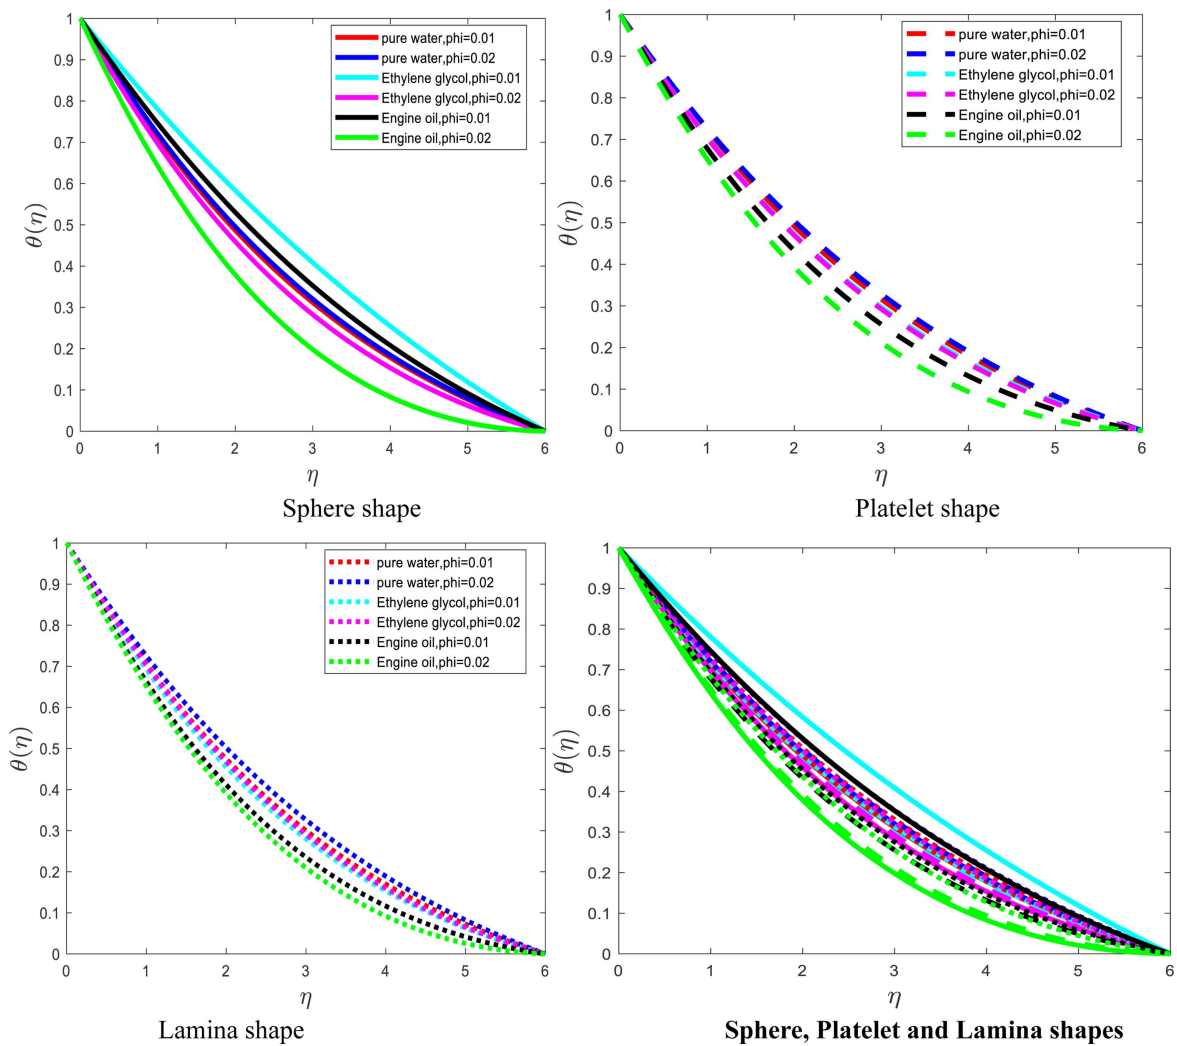 1
0.9
0.8
0.7
0.6
0.5
0.4
0.3
0.2
0.1
0
θ(η)
pure water,phi=0.01
pure water,phi=0.02
Ethylene glycol,phi=0.01
Ethylene glycol,phi=0.02
Engine oil,phi=0.01
Engine oil,phi=0.02
0 1 2 3 4 5 6
η
Sphere shape
1
0.9
0.8
0.7
0.6
0.5
0.4
0.3
0.2
0.1
0
θ(η)
pure water,phi=0.01
pure water,phi=0.02
Ethylene glycol,phi=0.01
Ethylene glycol,phi=0.02
Engine oil,phi=0.01
Engine oil,phi=0.02
0 1 2 3 4 5 6
η
Platelet shape
1
0.9
0.8
0.7
0.6
0.5
0.4
0.3
0.2
0.1
0
θ(η)
pure water,phi=0.01
pure water,phi=0.02
Ethylene glycol,phi=0.01
Ethylene glycol,phi=0.02
Engine oil,phi=0.01
Engine oil,phi=0.02
0 1 2 3 4 5 6
η
Lamina shape
1
0.9
0.8
0.7
0.6
0.5
0.4
0.3
0.2
0.1
0
θ(η)
0 1 2 3 4 5 6
η
Sphere, Platelet and Lamina shapes